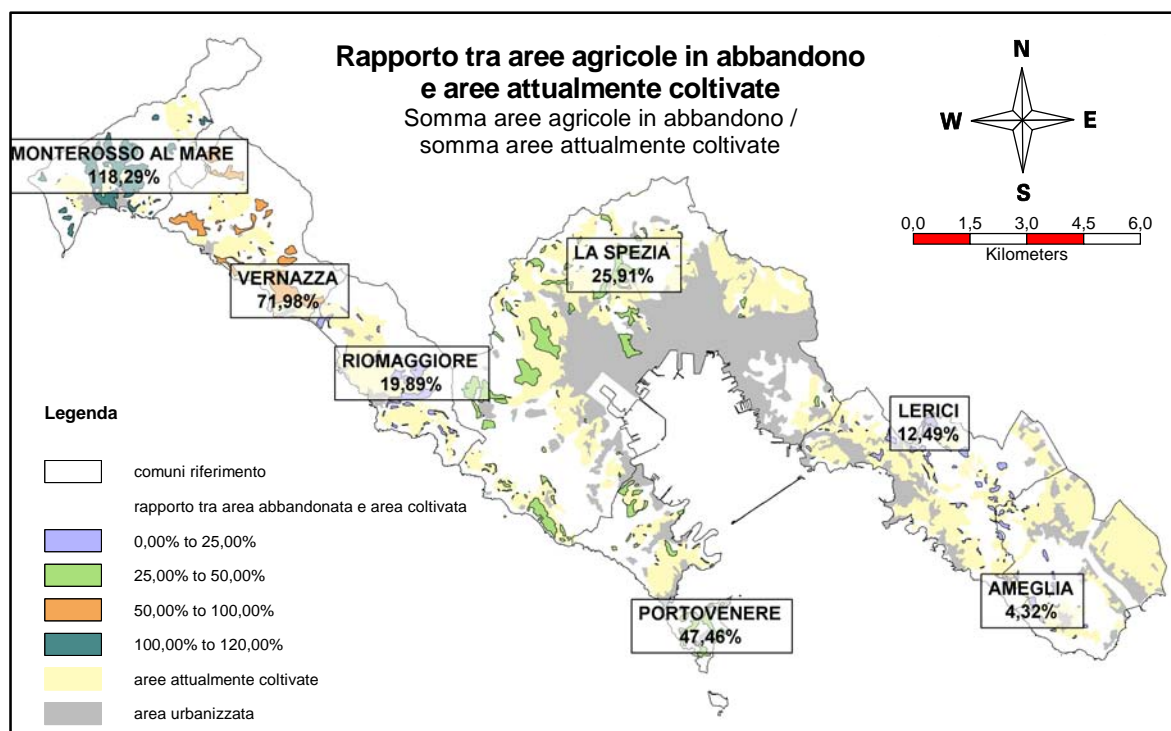 Rapporto tra aree agricole in abbandono
e aree attualmente coltivate
Somma aree agricole in abbandono /
somma aree attualmente coltivate
N
W
E
S
0,0 1,5 3,0 4,5 6,0
Kilometers
MONTEROSSO AL MARE
118,29%
VERNAZZA
71,98%
RIOMAGGIORE
19,89%
LA SPEZIA
25,91%
LERICI
12,49%
AMEGLIA
4,32%
PORTOVENERE
47,46%
Legenda
comuni riferimento
rapporto tra area abbandonata e area coltivata
0,00% to 25,00%
25,00% to 50,00%
50,00% to 100,00%
100,00% to 120,00%
aree attualmente coltivate
area urbanizzata